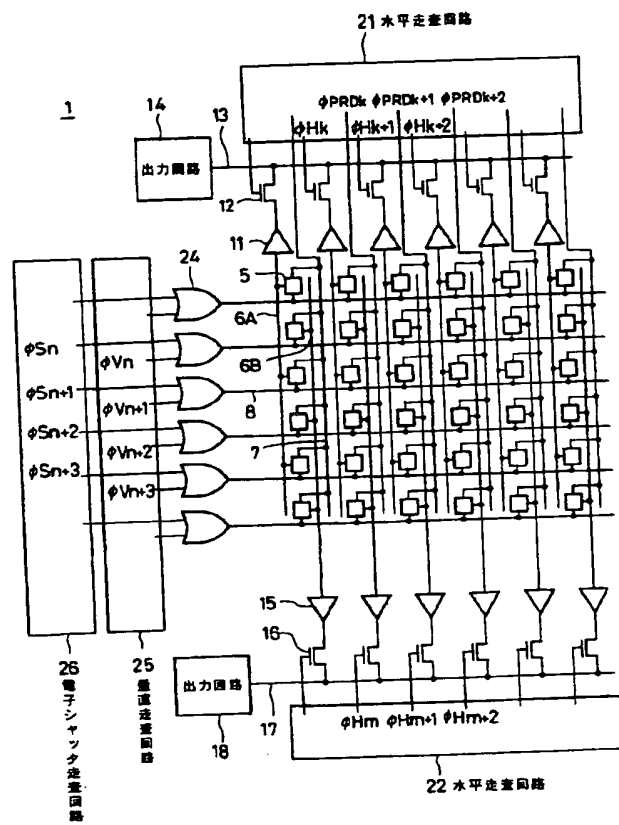 21 水平走査回路
1
14
13
φPRDk φPRDk+1 φPRDk+2
φHk φHk+1 φHk+2
出力回路
12
11
24
5
6A
6B
φSn
φVn
φSn+1
φVn+1
8
φSn+2
φVn+2
7
φSn+3
φVn+3
15
16
26
電子シャッタ走査回路
25
垂直走査回路
出力回路
17
18
φHm φHm+1 φHm+2
22 水平走査回路